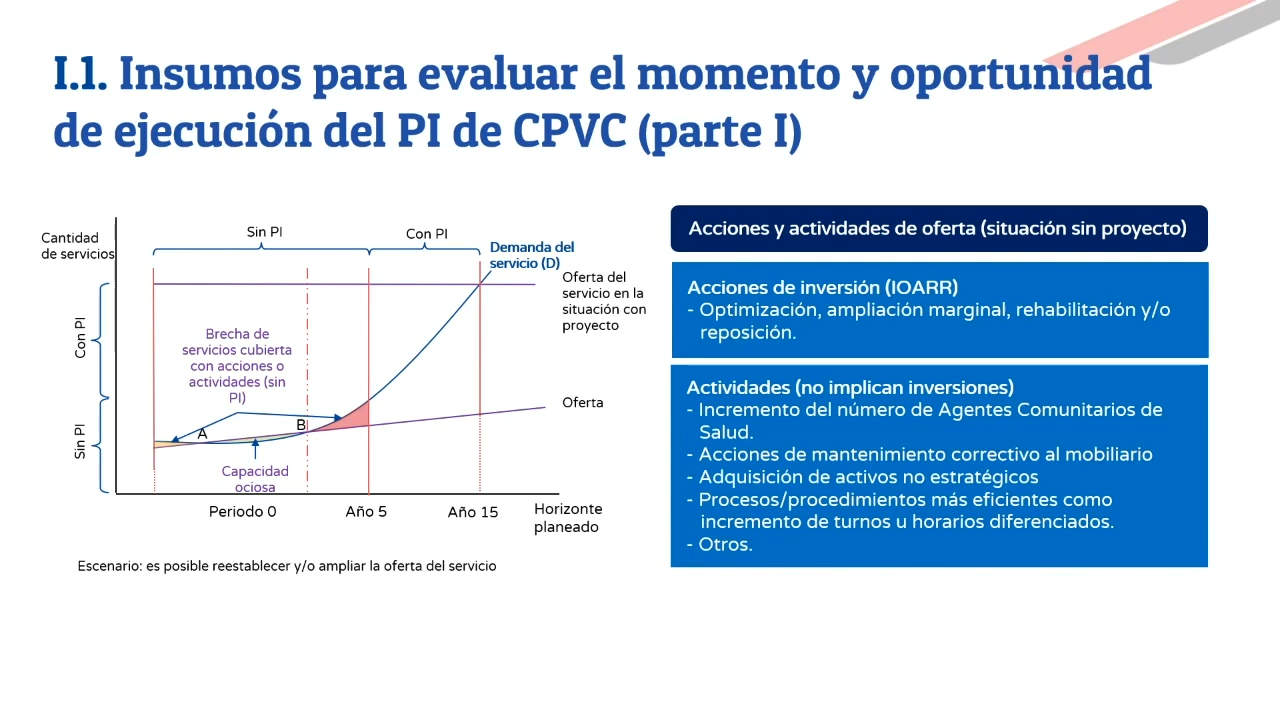 I.1. Insumos para evaluar el momento y oportunidad
de ejecución del PI de CPVC (parte I)
Cantidad
de servicios
Sin PI
Con PI
Demanda del
servicio (D)
Oferta del
servicio en la
situación con
proyecto
Con PI
Brecha de
servicios cubierta
con acciones o
actividades (sin
PI)
Oferta
A
B
Sin PI
Capacidad
ociosa
Periodo 0
Año 5
Año 15
Horizonte
planeado
Escenario: es posible reestablecer y/o ampliar la oferta del servicio
Acciones y actividades de oferta (situación sin proyecto)
Acciones de inversión (IOARR)
- Optimización, ampliación marginal, rehabilitación y/o
reposición.
Actividades (no implican inversiones)
- Incremento del número de Agentes Comunitarios de
Salud.
- Acciones de mantenimiento correctivo al mobiliario
- Adquisición de activos no estratégicos
- Procesos/procedimientos más eficientes como
incremento de turnos u horarios diferenciados.
- Otros.